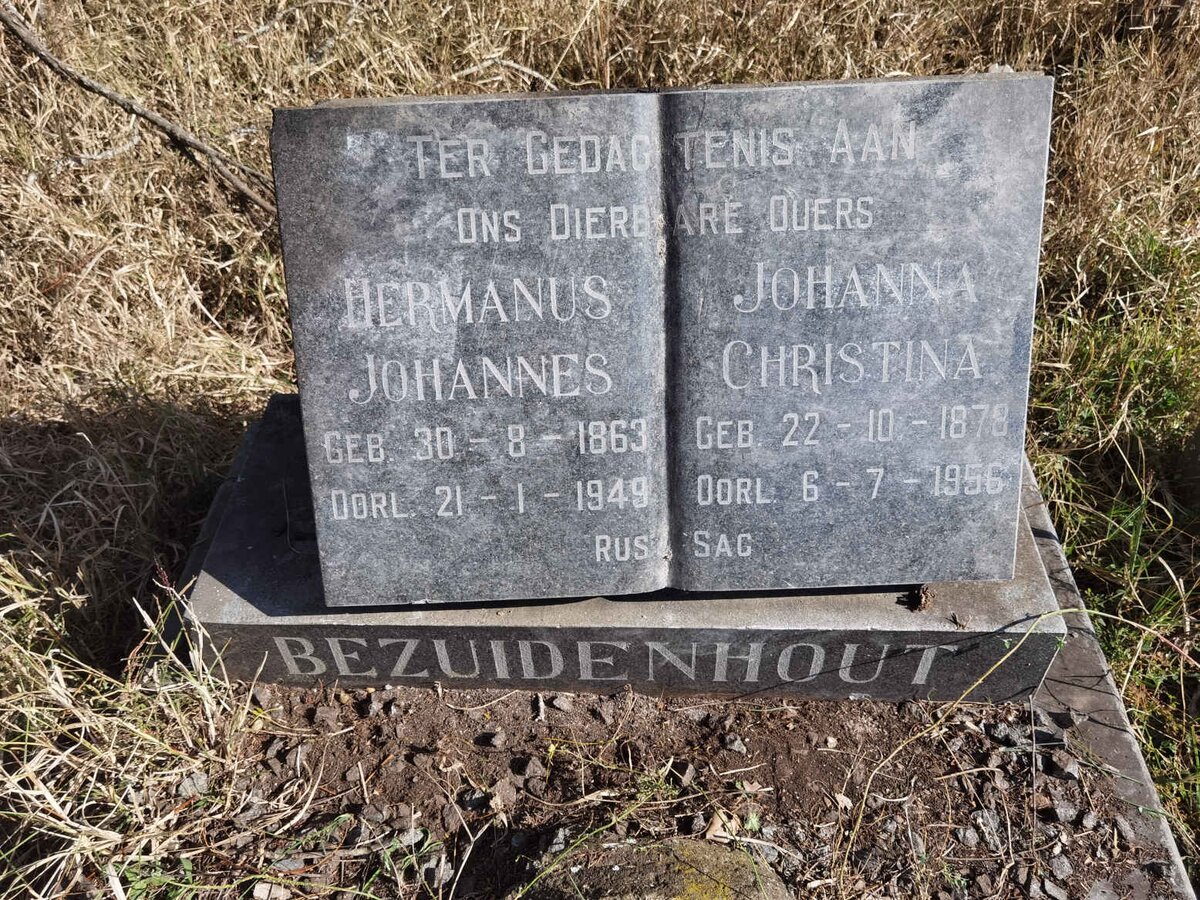 TER GEDAGTENIS AAN
ONS DIERBARE OUERS
HERMANUS
JOHANNES
GEB. 30 - 8 - 1863
OORL. 21 - 1 - 1949
JOHANNA
CHRISTINA
GEB. 22 - 10 - 1878
OORL. 6 - 7 - 1956
RUS SAG
BEZUIDENHOUT